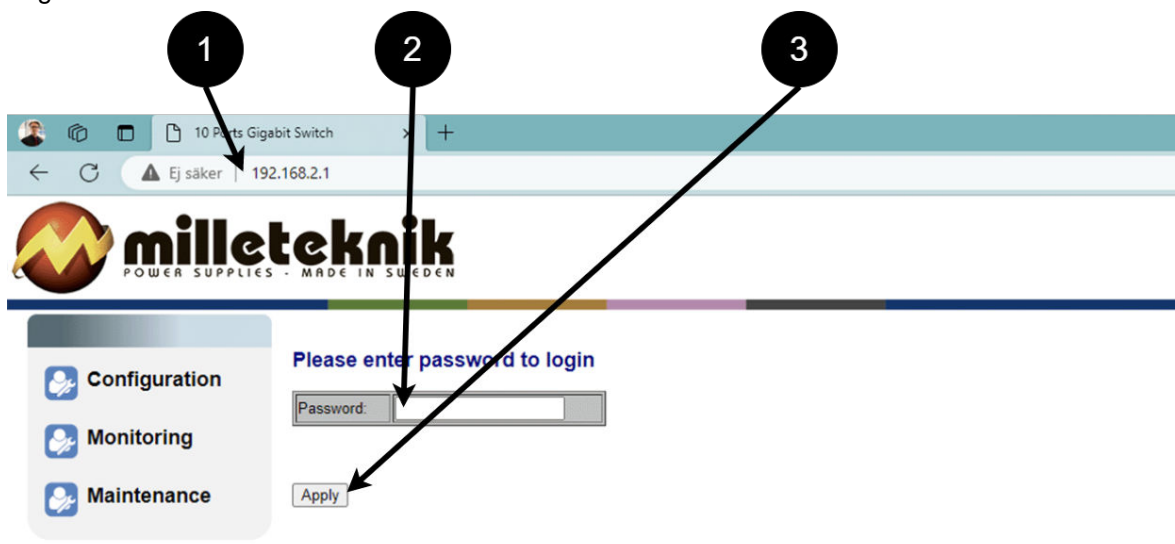 1 2 3
10 Ports Gigabit Switch
Ej säker 192.168.2.1
milleteknik
POWER SUPPLIES - MADE IN SWEDEN
Please enter password to login
Configuration
Password:
Monitoring
Maintenance
Apply